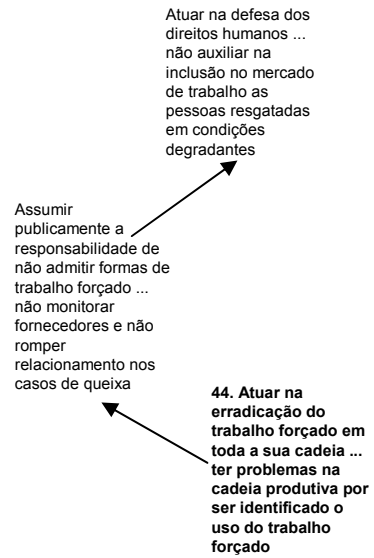 Atuar na defesa dos
direitos humanos ...
não auxiliar na
inclusão no mercado
de trabalho as
pessoas resgatadas
em condições
degradantes
Assumir
publicamente a
responsabilidade de
não admitir formas de
trabalho forçado ...
não monitorar
fornecedores e não
romper
relacionamento nos
casos de queixa
44. Atuar na
erradicação do
trabalho forçado em
toda a sua cadeia ...
ter problemas na
cadeia produtiva por
ser identificado o
uso do trabalho
forçado